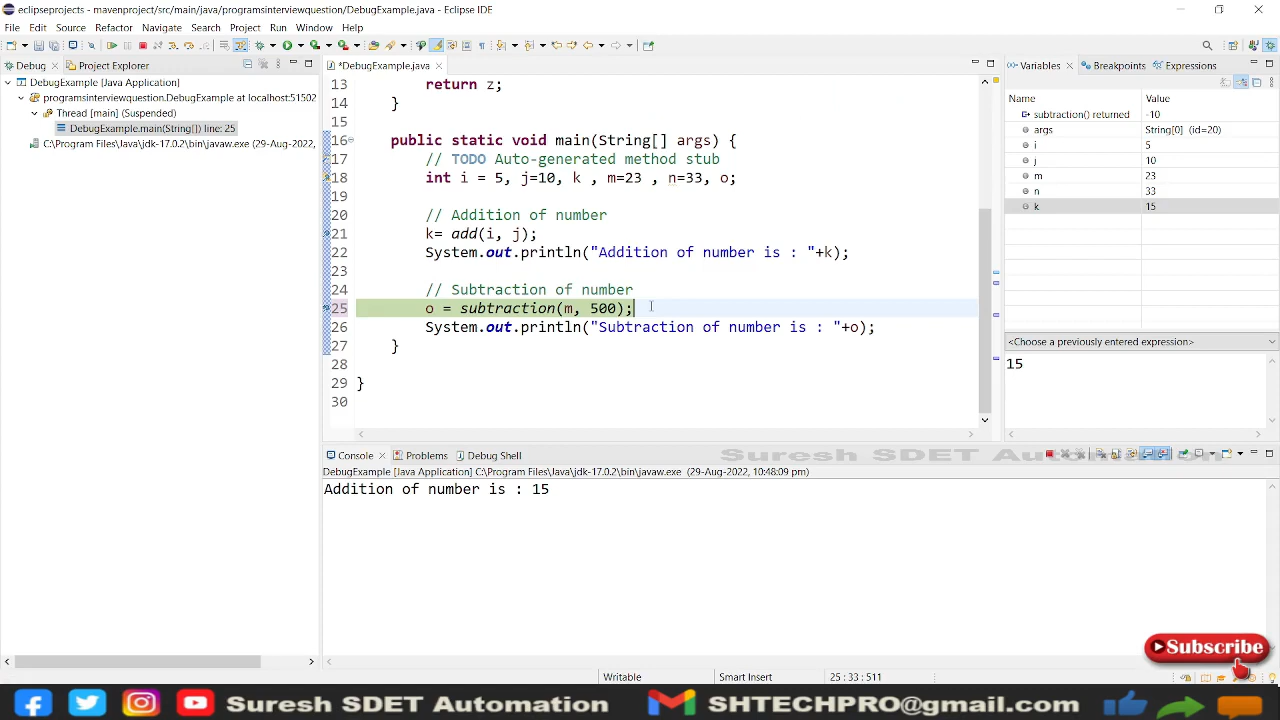 eclipseprojects - mavenproject/src/main/java/programsinterviewquestion/DebugExample.java - Eclipse IDE
File Edit Source Refactor Navigate Search Project Run Window Help
Debug
Project Explorer
DebugExample [Java Application]
programsinterviewquestion.DebugExample at localhost:51502
Thread [main] (Suspended)
DebugExample.main(String[]) line: 25
C:\Program Files\Java\jdk-17.0.2\bin\javaw.exe (29-Aug-2022,
*DebugExample.java
13 return z;
14 }
15
16 public static void main(String[] args) {
17 // TODO Auto-generated method stub
18 int i = 5, j=10, k , m=23 , n=33, o;
19
20 // Addition of number
21 k= add(i, j);
22 System.out.println("Addition of number is : "+k);
23
24 // Subtraction of number
25 o = subtraction(m, 500);
26 System.out.println("Subtraction of number is : "+o);
27 }
28
29 }
30
Variables Breakpoints Expressions
Name Value
subtraction() returned -10
args String[0] (id=20)
i 5
j 10
m 23
n 33
k 15
<Choose a previously entered expression>
15
Console Problems Debug Shell
Suresh SDET Automation
DebugExample [Java Application] C:\Program Files\Java\jdk-17.0.2\bin\javaw.exe (29-Aug-2022, 10:48:09 pm)
Addition of number is : 15
Subscribe
Writable Smart Insert 25 : 33 : 511
Suresh SDET Automation SHTECHPRO@gmail.com